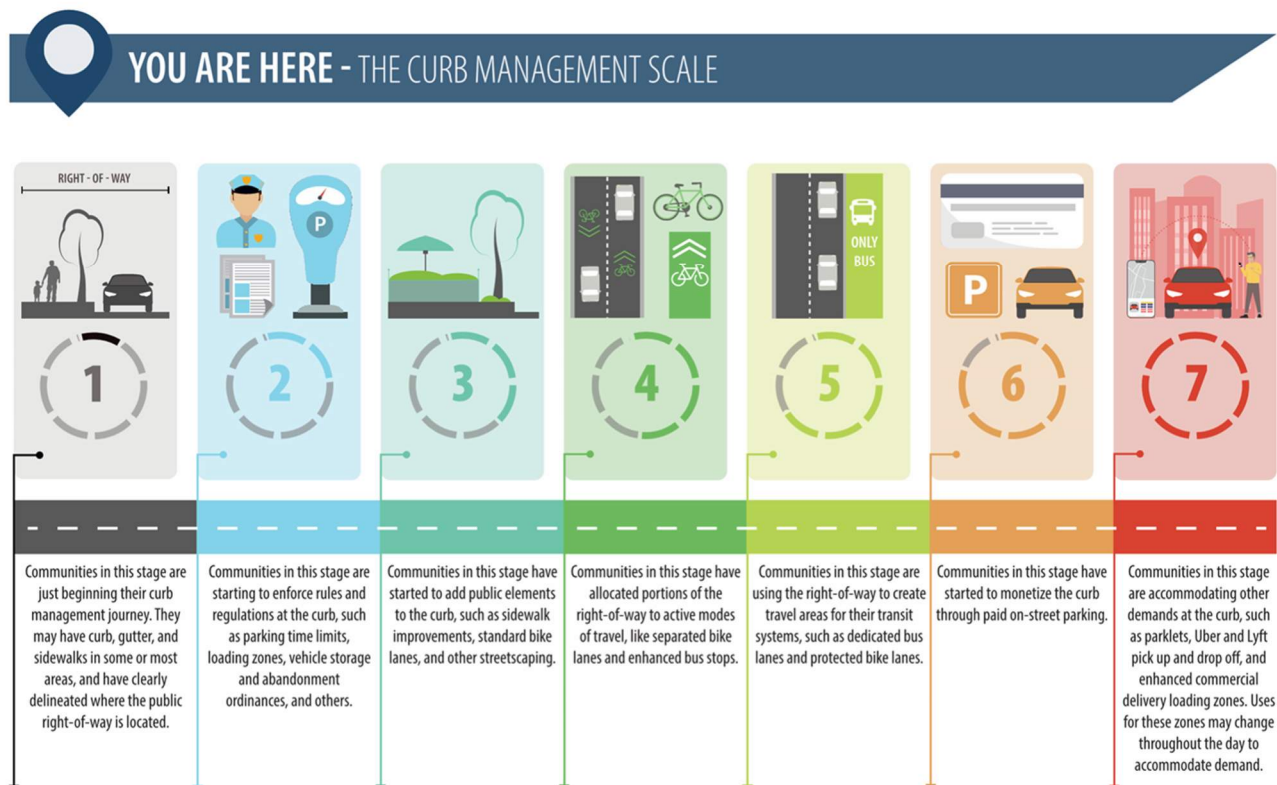 YOU ARE HERE - THE CURB MANAGEMENT SCALE
RIGHT - OF - WAY
P
ONLY
BUS
P
1
2
3
4
5
6
7
Communities in this stage are
just beginning their curb
management journey. They
may have curb, gutter, and
sidewalks in some or most
areas, and have clearly
delineated where the public
right-of-way is located.
Communities in this stage are
starting to enforce rules and
regulations at the curb, such
as parking time limits,
loading zones, vehicle storage
and abandonment
ordinances, and others.
Communities in this stage have
started to add public elements
to the curb, such as sidewalk
improvements, standard bike
lanes, and other streetscaping.
Communities in this stage have
allocated portions of the
right-of-way to active modes
of travel, like separated bike
lanes and enhanced bus stops.
Communities in this stage are
using the right-of-way to create
travel areas for their transit
systems, such as dedicated bus
lanes and protected bike lanes.
Communities in this stage have
started to monetize the curb
through paid on-street parking.
Communities in this stage
are accommodating other
demands at the curb, such
as parklets, Uber and Lyft
pick up and drop off, and
enhanced commercial
delivery loading zones. Uses
for these zones may change
throughout the day to
accommodate demand.